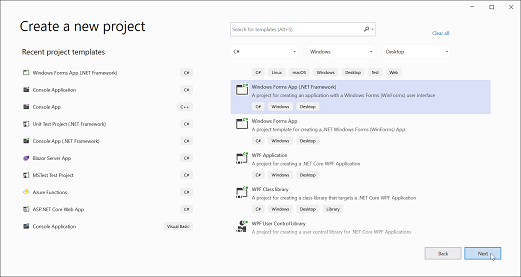 Create a new project
Search for templates (Alt+S)
Clear all
C#
Windows
Desktop
Recent project templates
Windows Forms App (.NET Framework) C#
Console Application C#
Console App C++
Unit Test Project (.NET Framework) C#
Console App (.NET Framework) C#
Blazor Server App C#
MSTest Test Project C#
Azure Functions C#
ASP.NET Core Web App C#
Console Application Visual Basic
C# Linux macOS Windows Desktop Test Web
Windows Forms App (.NET Framework)
A project for creating an application with a Windows Forms (WinForms) user interface
C# Windows Desktop
Windows Forms App
A project template for creating a .NET Windows Forms (WinForms) App.
C# Windows Desktop
WPF Application
A project for creating a .NET Core WPF Application
C# Windows Desktop
WPF Class library
A project for creating a class library that targets a .NET Core WPF Application
C# Windows Desktop Library
WPF User Control Library
A project for creating a user control library for .NET Core WPF Applications
Back
Next